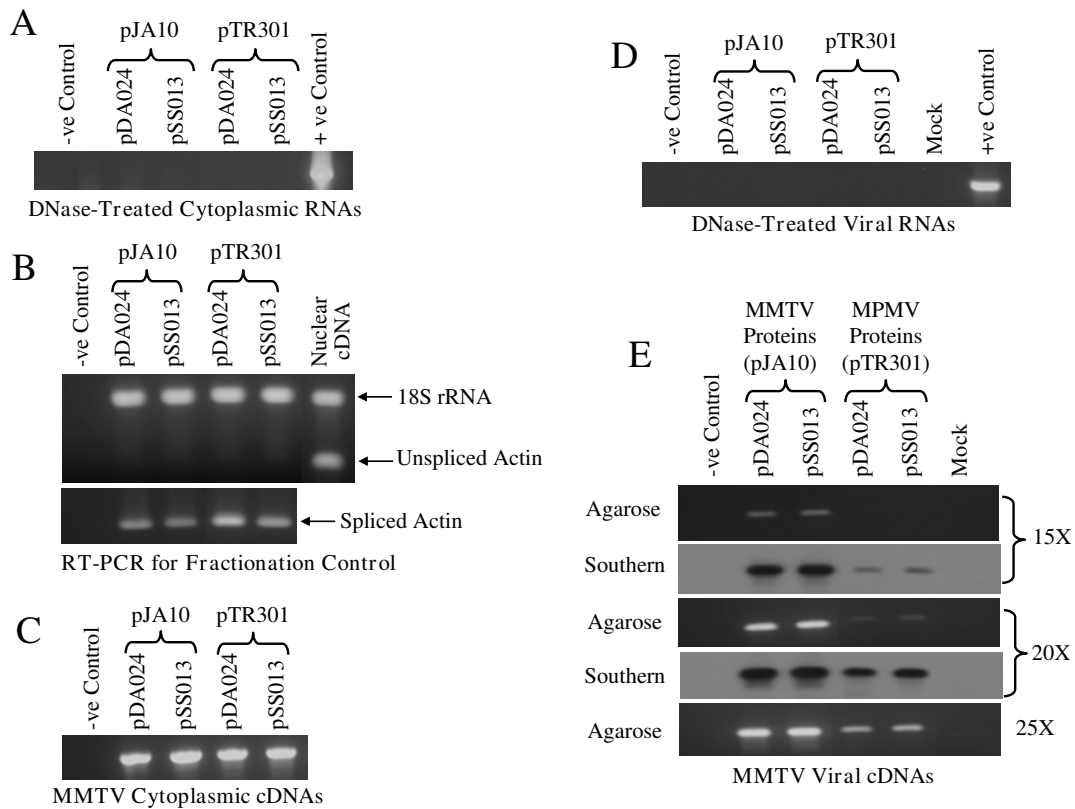 A
pJA10
pTR301
-ve Control
pDA024
pSS013
pDA024
pSS013
+ ve Control
DNase-Treated Cytoplasmic RNAs
B
pJA10
pTR301
-ve Control
pDA024
pSS013
pDA024
pSS013
Nuclear
cDNA
18S rRNA
Unspliced Actin
Spliced Actin
RT-PCR for Fractionation Control
C
pJA10
pTR301
-ve Control
pDA024
pSS013
pDA024
pSS013
MMTV Cytoplasmic cDNAs
D
pJA10
pTR301
-ve Control
pDA024
pSS013
pDA024
pSS013
Mock
+ve Control
DNase-Treated Viral RNAs
E
MMTV
Proteins
(pJA10)
MPMV
Proteins
(pTR301)
-ve Control
pDA024
pSS013
pDA024
pSS013
Mock
Agarose
Southern
15X
Agarose
Southern
20X
Agarose
25X
MMTV Viral cDNAs